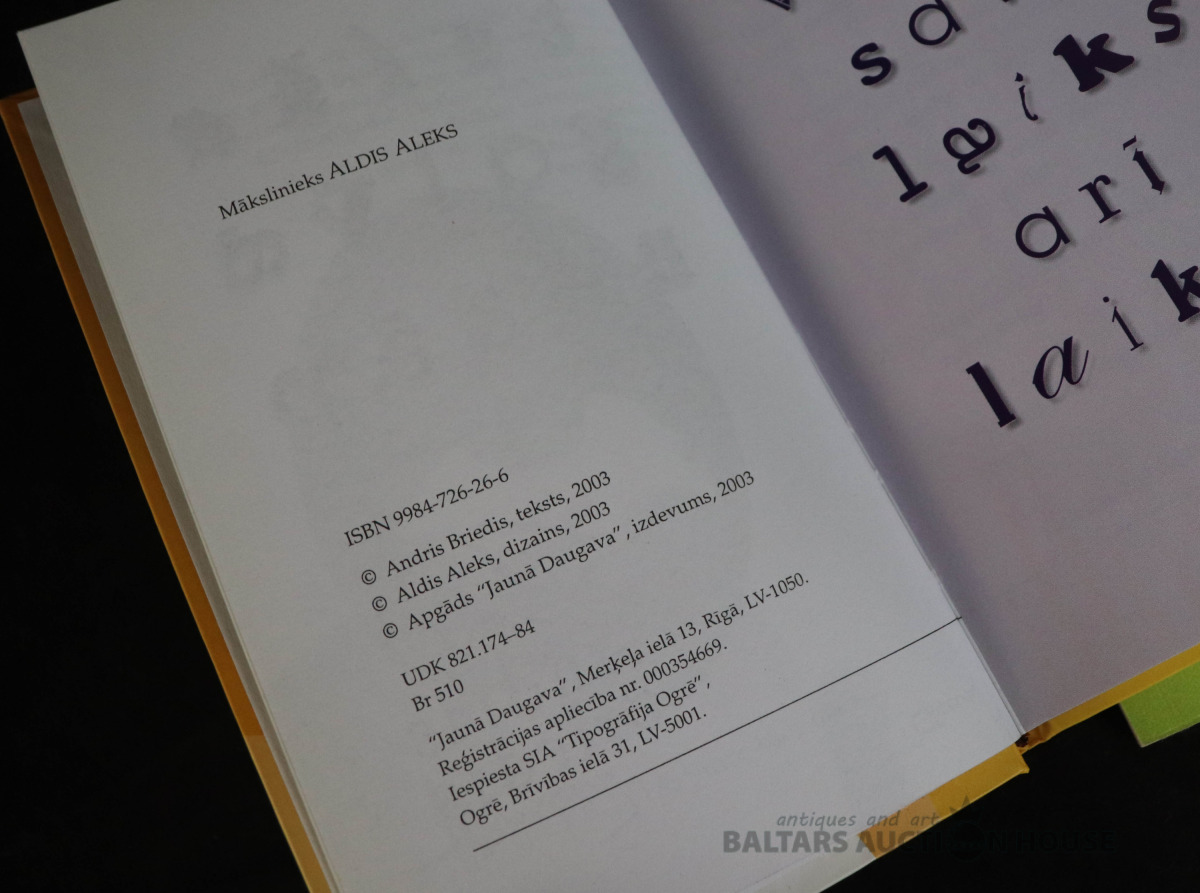 Mākslinieks ALDIS ALEKS
ISBN 9984-726-26-6
© Andris Briedis, teksts, 2003
© Aldis Aleks, dizains, 2003
© Apgāds “Jaunā Daugava” , izdevums, 2003
UDK 821.174–84
Br 510
“Jaunā Daugava” , Merķeļa ielā 13, Rīgā, LV-1050.
Reģistrācijas apliecība nr. 000354669.
Iespiesta SIA “Tipogrāfija Ogrē” ,
Ogrē, Brīvības ielā 31, LV-5001.
laiks
arī
antiques and art
BALTARS AUCTION HOUSE